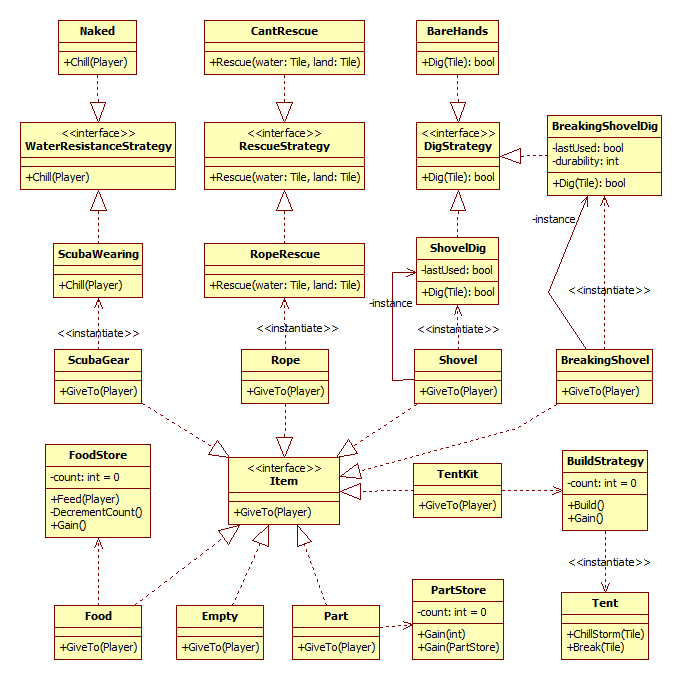 Naked
+Chill(Player)
CantRescue
+Rescue(water: Tile, land: Tile)
BareHands
+Dig(Tile): bool
<<interface>>
WaterResistanceStrategy
+Chill(Player)
<<interface>>
RescueStrategy
+Rescue(water: Tile, land: Tile)
<<interface>>
DigStrategy
+Dig(Tile): bool
BreakingShovelDig
-lastUsed: bool
-durability: int
+Dig(Tile): bool
-instance
ScubaWearing
+Chill(Player)
RopeRescue
+Rescue(water: Tile, land: Tile)
ShovelDig
-lastUsed: bool
+Dig(Tile): bool
-instance
<<instantiate>>
<<instantiate>>
<<instantiate>>
<<instantiate>>
ScubaGear
+GiveTo(Player)
Rope
+GiveTo(Player)
Shovel
+GiveTo(Player)
BreakingShovel
+GiveTo(Player)
FoodStore
-count: int = 0
+Feed(Player)
-DecrementCount()
+Gain()
<<interface>>
Item
+GiveTo(Player)
TentKit
+GiveTo(Player)
BuildStrategy
-count: int = 0
+Build()
+Gain()
<<instantiate>>
Food
+GiveTo(Player)
Empty
+GiveTo(Player)
Part
+GiveTo(Player)
PartStore
-count: int = 0
+Gain(int)
+Gain(PartStore)
Tent
+ChillStorm(Tile)
+Break(Tile)